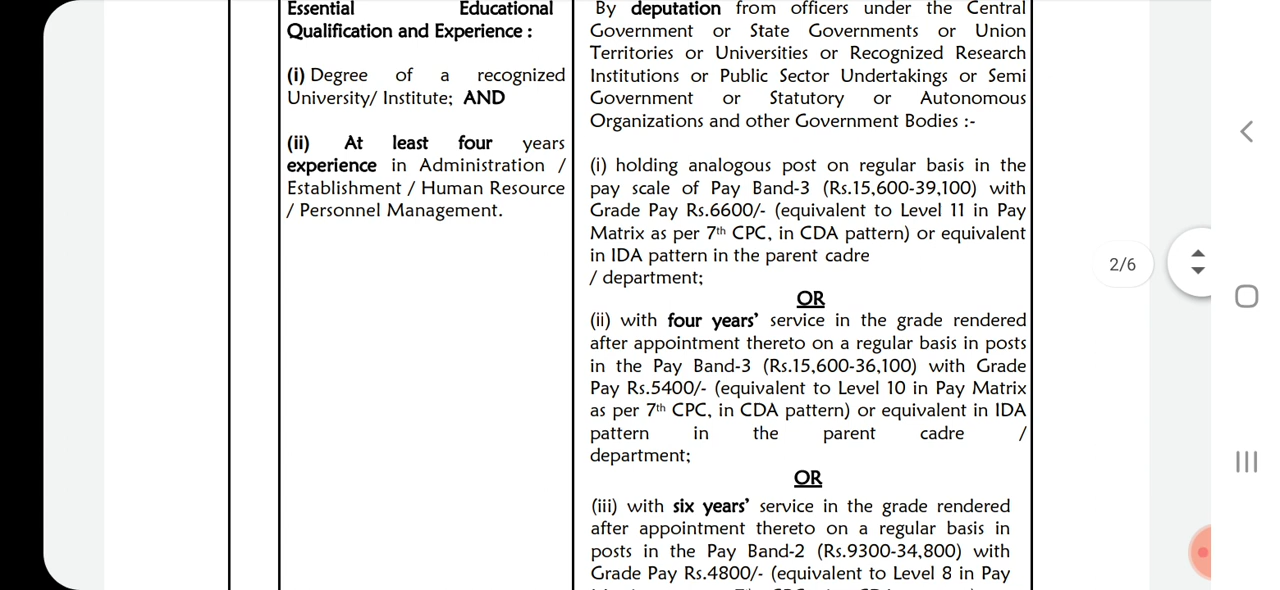 Essential Educational
Qualification and Experience :
(i) Degree of a recognized
University/ Institute; AND
(ii) At least four years
experience in Administration /
Establishment / Human Resource
/ Personnel Management.
By deputation from officers under the Central
Government or State Governments or Union
Territories or Universities or Recognized Research
Institutions or Public Sector Undertakings or Semi
Government or Statutory or Autonomous
Organizations and other Government Bodies :-
(i) holding analogous post on regular basis in the
pay scale of Pay Band-3 (Rs.15,600-39,100) with
Grade Pay Rs.6600/- (equivalent to Level 11 in Pay
Matrix as per 7th CPC, in CDA pattern) or equivalent
in IDA pattern in the parent cadre
/ department;
OR
(ii) with four years' service in the grade rendered
after appointment thereto on a regular basis in posts
in the Pay Band-3 (Rs.15,600-36,100) with Grade
Pay Rs.5400/- (equivalent to Level 10 in Pay Matrix
as per 7th CPC, in CDA pattern) or equivalent in IDA
pattern in the parent cadre /
department;
OR
(iii) with six years' service in the grade rendered
after appointment thereto on a regular basis in
posts in the Pay Band-2 (Rs.9300-34,800) with
Grade Pay Rs.4800/- (equivalent to Level 8 in Pay
2/6